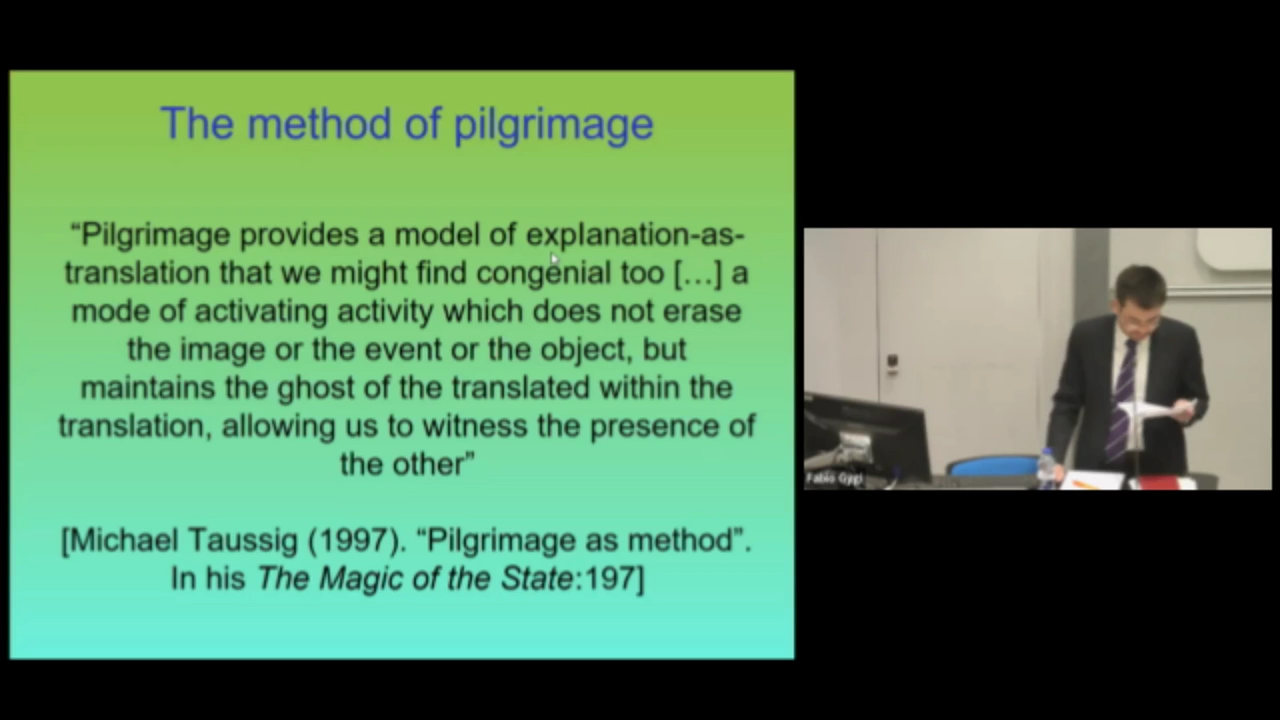 The method of pilgrimage
“Pilgrimage provides a model of explanation-as-
translation that we might find congenial too […] a
mode of activating activity which does not erase
the image or the event or the object, but
maintains the ghost of the translated within the
translation, allowing us to witness the presence of
the other”
[Michael Taussig (1997). “Pilgrimage as method”.
In his The Magic of the State:197]
Fabio Gygi